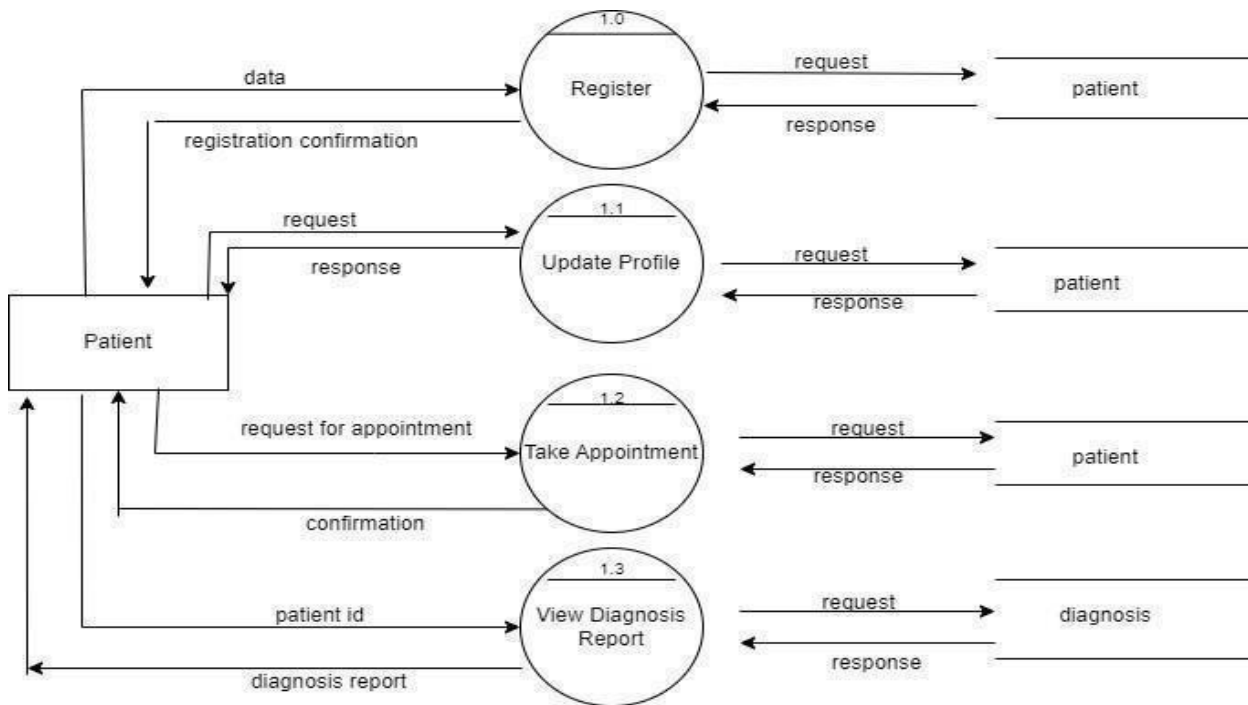 1.0
request
data
Register
patient
response
registration confirmation
1.1
request
request
response
Update Profile
patient
response
Patient
1.2
request for appointment
request
Take Appointment
patient
response
confirmation
1.3
patient id
View Diagnosis
Report
request
diagnosis
response
diagnosis report